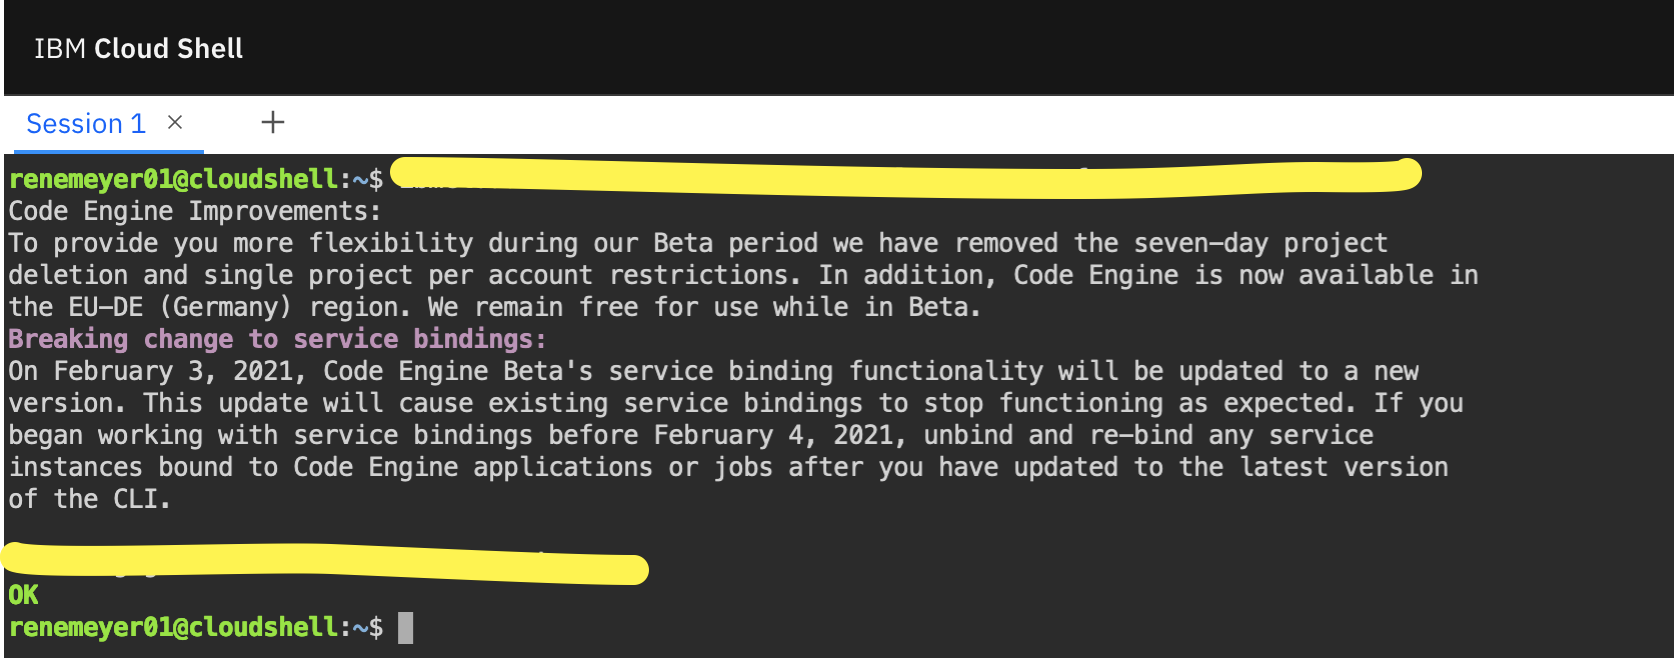 IBM Cloud Shell
Session 1 × +
renemeyer01@cloudshell:~$
Code Engine Improvements:
To provide you more flexibility during our Beta period we have removed the seven-day project
deletion and single project per account restrictions. In addition, Code Engine is now available in
the EU-DE (Germany) region. We remain free for use while in Beta.
Breaking change to service bindings:
On February 3, 2021, Code Engine Beta's service binding functionality will be updated to a new
version. This update will cause existing service bindings to stop functioning as expected. If you
began working with service bindings before February 4, 2021, unbind and re-bind any service
instances bound to Code Engine applications or jobs after you have updated to the latest version
of the CLI.
OK
renemeyer01@cloudshell:~$